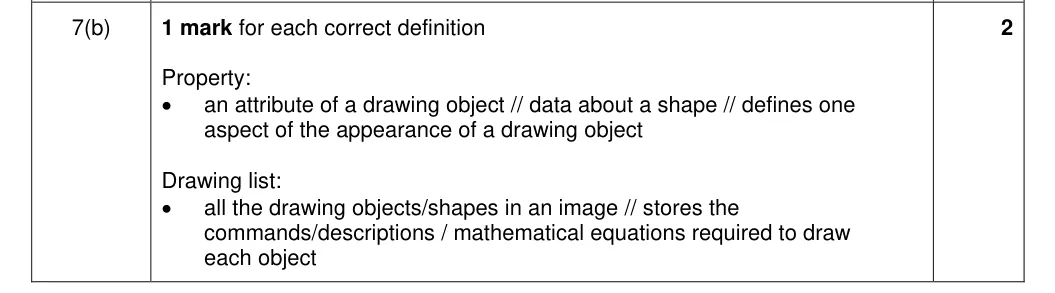 7(b) 1 mark for each correct definition 2
Property:
• an attribute of a drawing object // data about a shape // defines one
aspect of the appearance of a drawing object
Drawing list:
• all the drawing objects/shapes in an image // stores the
commands/descriptions / mathematical equations required to draw
each object